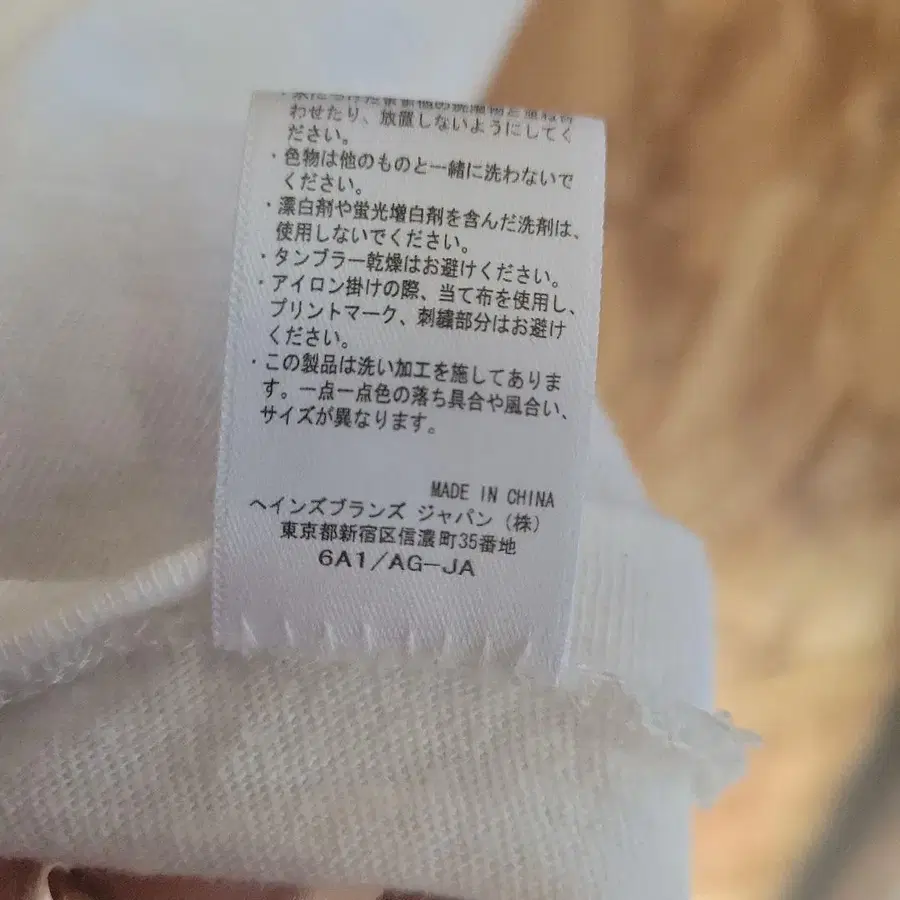 わせたり、放置しないようにしてく
ださい。
・色物は他のものと一緒に洗わないで
ください。
・漂白剤や蛍光増白剤を含んだ洗剤は、
使用しないでください。
・タンブラー乾燥はお避けください。
・アイロン掛けの際、当て布を使用し、
プリントマーク、刺繍部分はお避け
ください。
・この製品は洗い加工を施してありま
す。一点一点色の落ち具合や風合い、
サイズが異なります。
MADE IN CHINA
ヘインズブランズ ジャパン（株）
東京都新宿区信濃町35番地
6A1/AG-JA